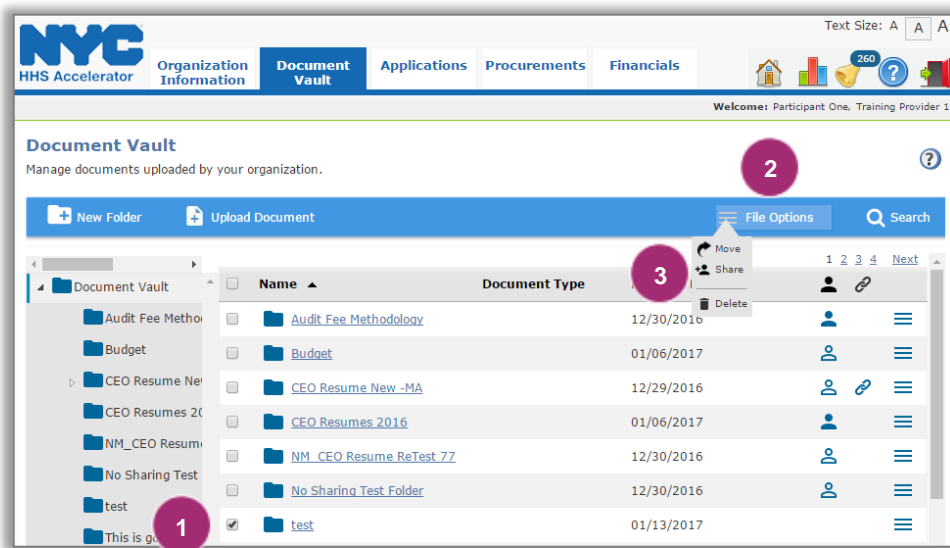 Text Size: A A A
NYC
HHS Accelerator
Organization Information
Document Vault
Applications
Procurements
Financials
260
?
Welcome: Participant One, Training Provider 1
Document Vault
Manage documents uploaded by your organization.
?
2
New Folder
Upload Document
File Options
Search
Move
3
Share
Delete
1 2 3 4 Next
Document Vault
Name
Document Type
Audit Fee Metho
Audit Fee Methodology 12/30/2016
Budget
Budget 01/06/2017
CEO Resume New
CEO Resume New -MA 12/29/2016
CEO Resumes 20
CEO Resumes 2016 01/06/2017
NM_CEO Resum
NM CEO Resume ReTest 77 12/30/2016
No Sharing Test
No Sharing Test Folder 12/30/2016
test
test 01/13/2017
This is
1